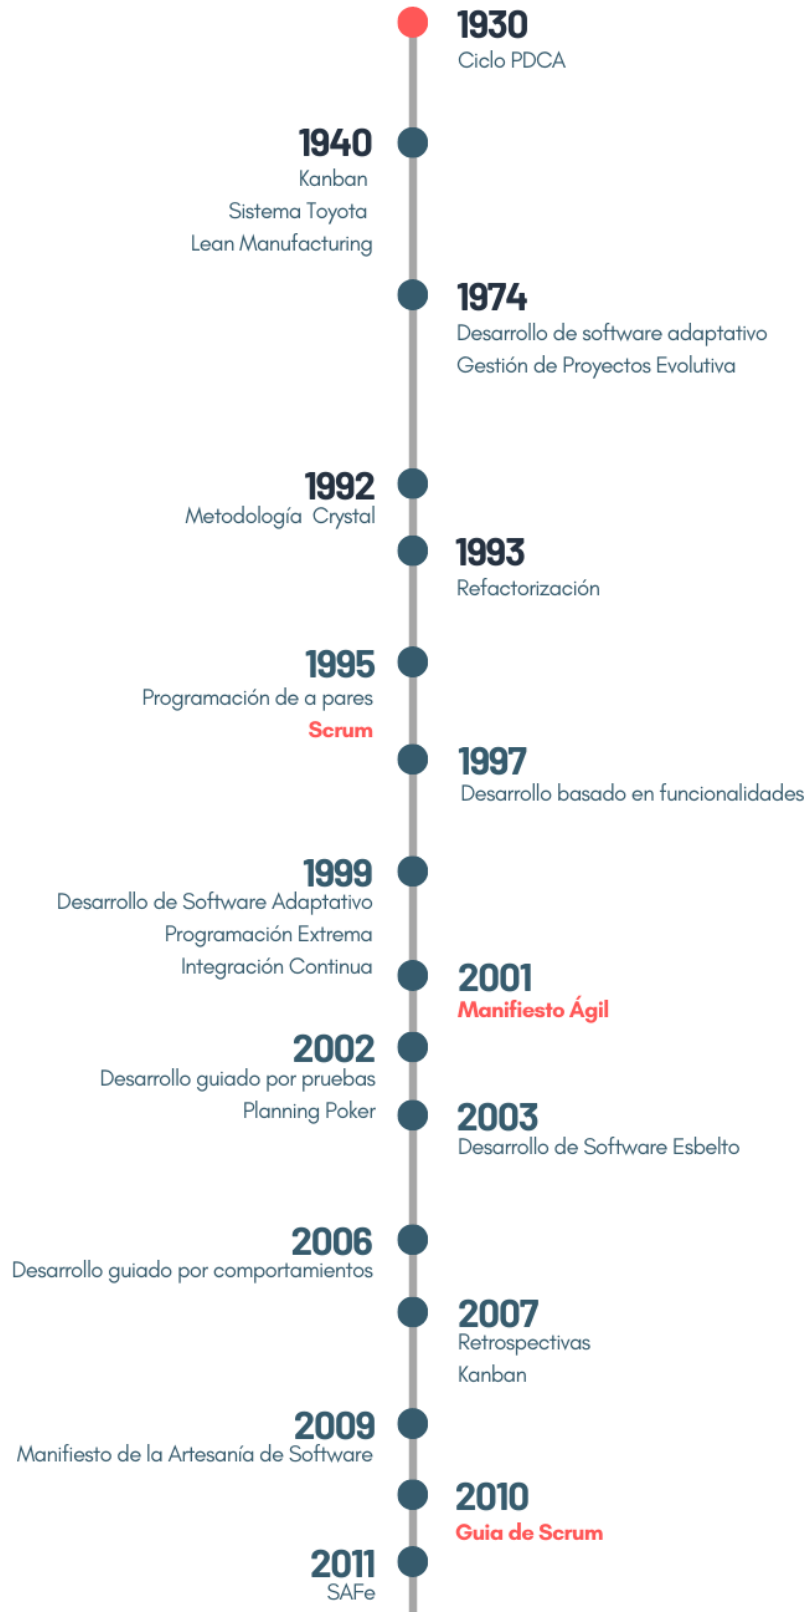 1930
Ciclo PDCA
1940
Kanban
Sistema Toyota
Lean Manufacturing
1974
Desarrollo de software adaptativo
Gestión de Proyectos Evolutiva
1992
Metodología Crystal
1993
Refactorización
1995
Programación de a pares
Scrum
1997
Desarrollo basado en funcionalidades
1999
Desarrollo de Software Adaptativo
Programación Extrema
Integración Continua
2001
Manifiesto Ágil
2002
Desarrollo guiado por pruebas
Planning Poker
2003
Desarrollo de Software Esbelto
2006
Desarrollo guiado por comportamientos
2007
Retrospectivas
Kanban
2009
Manifiesto de la Artesanía de Software
2010
Guia de Scrum
2011
SAFe